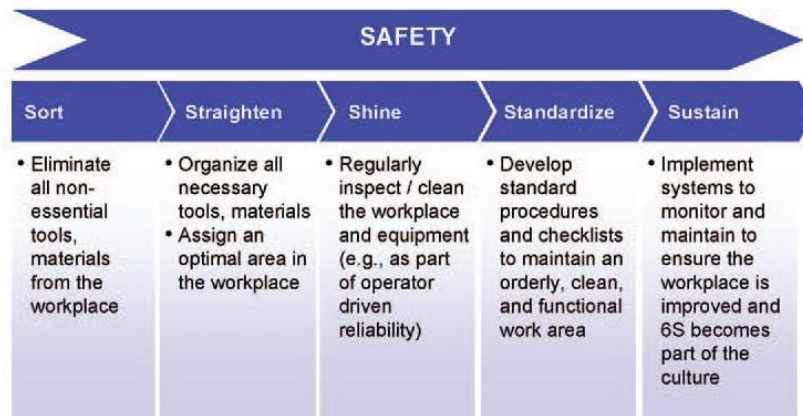 SAFETY
Sort
Straighten
Shine
Standardize
Sustain
• Eliminate
all non-
essential
tools,
materials
from the
workplace
• Organize all
necessary
tools, materials
• Assign an
optimal area in
the workplace
• Regularly
inspect / clean
the workplace
and equipment
(e.g., as part
of operator
driven
reliability)
• Develop
standard
procedures
and checklists
to maintain an
orderly, clean,
and functional
work area
• Implement
systems to
monitor and
maintain to
ensure the
workplace is
improved and
6S becomes
part of the
culture